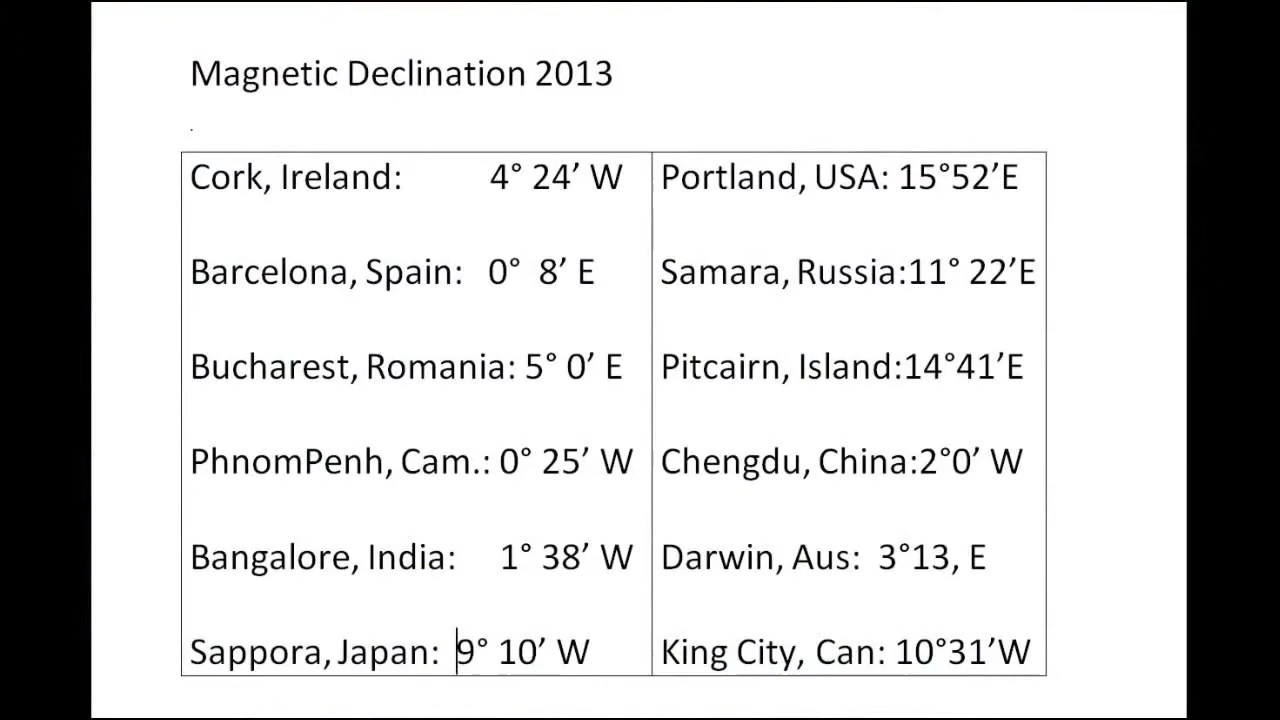 Magnetic Declination 2013
.
Cork, Ireland: 4° 24’ W
Portland, USA: 15°52’E
Barcelona, Spain: 0° 8’ E
Samara, Russia:11° 22’E
Bucharest, Romania: 5° 0’ E
Pitcairn, Island:14°41’E
PhnomPenh, Cam.: 0° 25’ W
Chengdu, China:2°0’ W
Bangalore, India: 1° 38’ W
Darwin, Aus: 3°13, E
Sappora, Japan: 9° 10’ W
King City, Can: 10°31’W